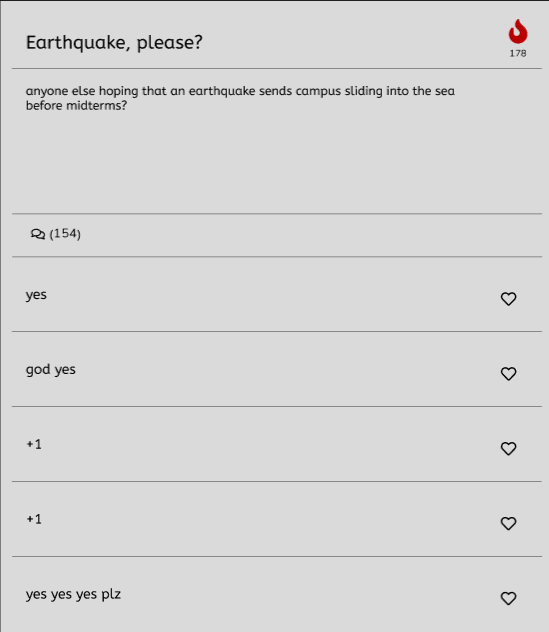 Earthquake, please?
178
anyone else hoping that an earthquake sends campus sliding into the sea
before midterms?
(154)
yes
god yes
+1
+1
yes yes yes plz